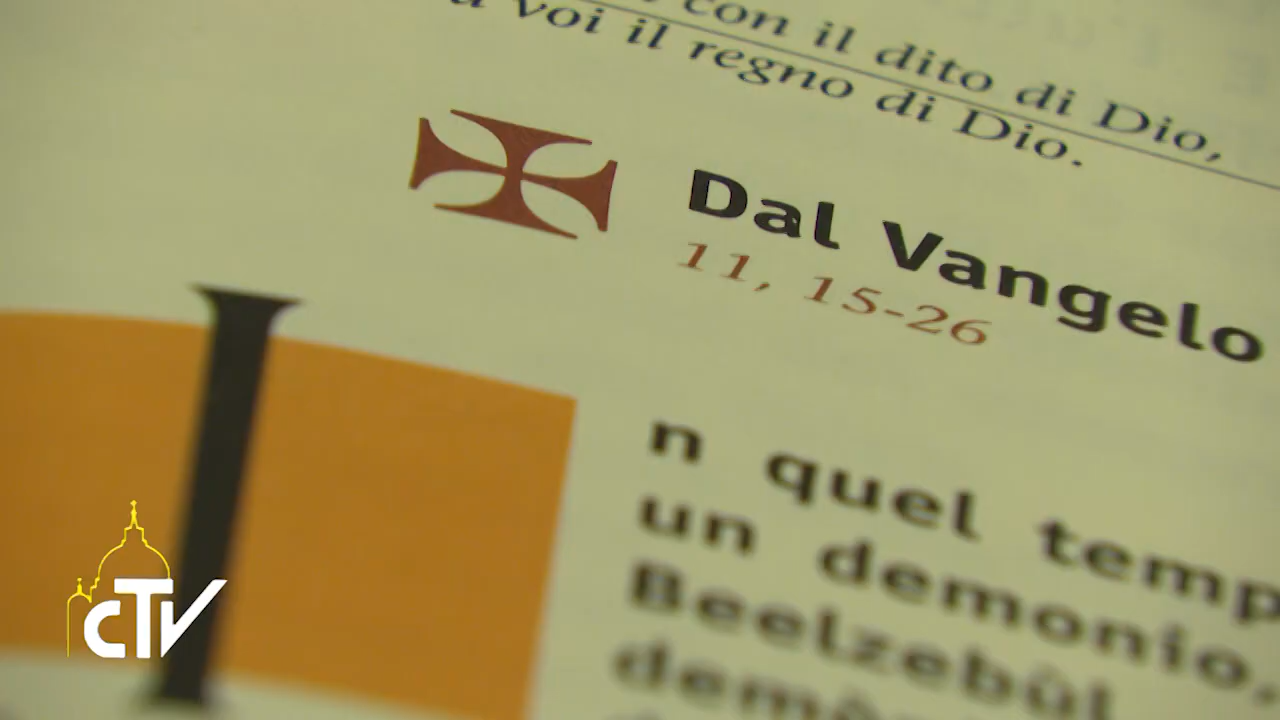 con il dito di Dio,
voi il regno di Dio.
Dal Vangelo
11, 15-26
In quel temp
un demonio,
Beelzebùl
CTV